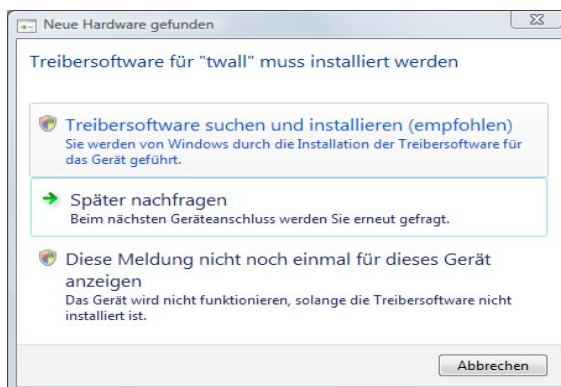 Neue Hardware gefunden
Treibersoftware für "twall" muss installiert werden
Treibersoftware suchen und installieren (empfohlen)
Sie werden von Windows durch die Installation der Treibersoftware für
das Gerät geführt.
Später nachfragen
Beim nächsten Geräteanschluss werden Sie erneut gefragt.
Diese Meldung nicht noch einmal für dieses Gerät
anzeigen
Das Gerät wird nicht funktionieren, solange die Treibersoftware nicht
installiert ist.
Abbrechen